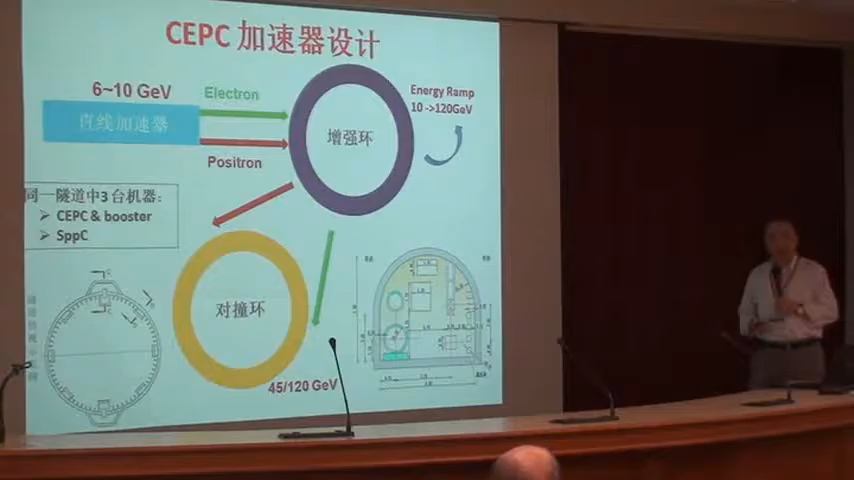 CEPC 加速器设计
6~10 GeV
Electron
Energy Ramp
10 ->120GeV
直线加速器
增强环
Positron
同一隧道中3台机器:
➢ CEPC & booster
➢ SppC
对撞环
45/120 GeV